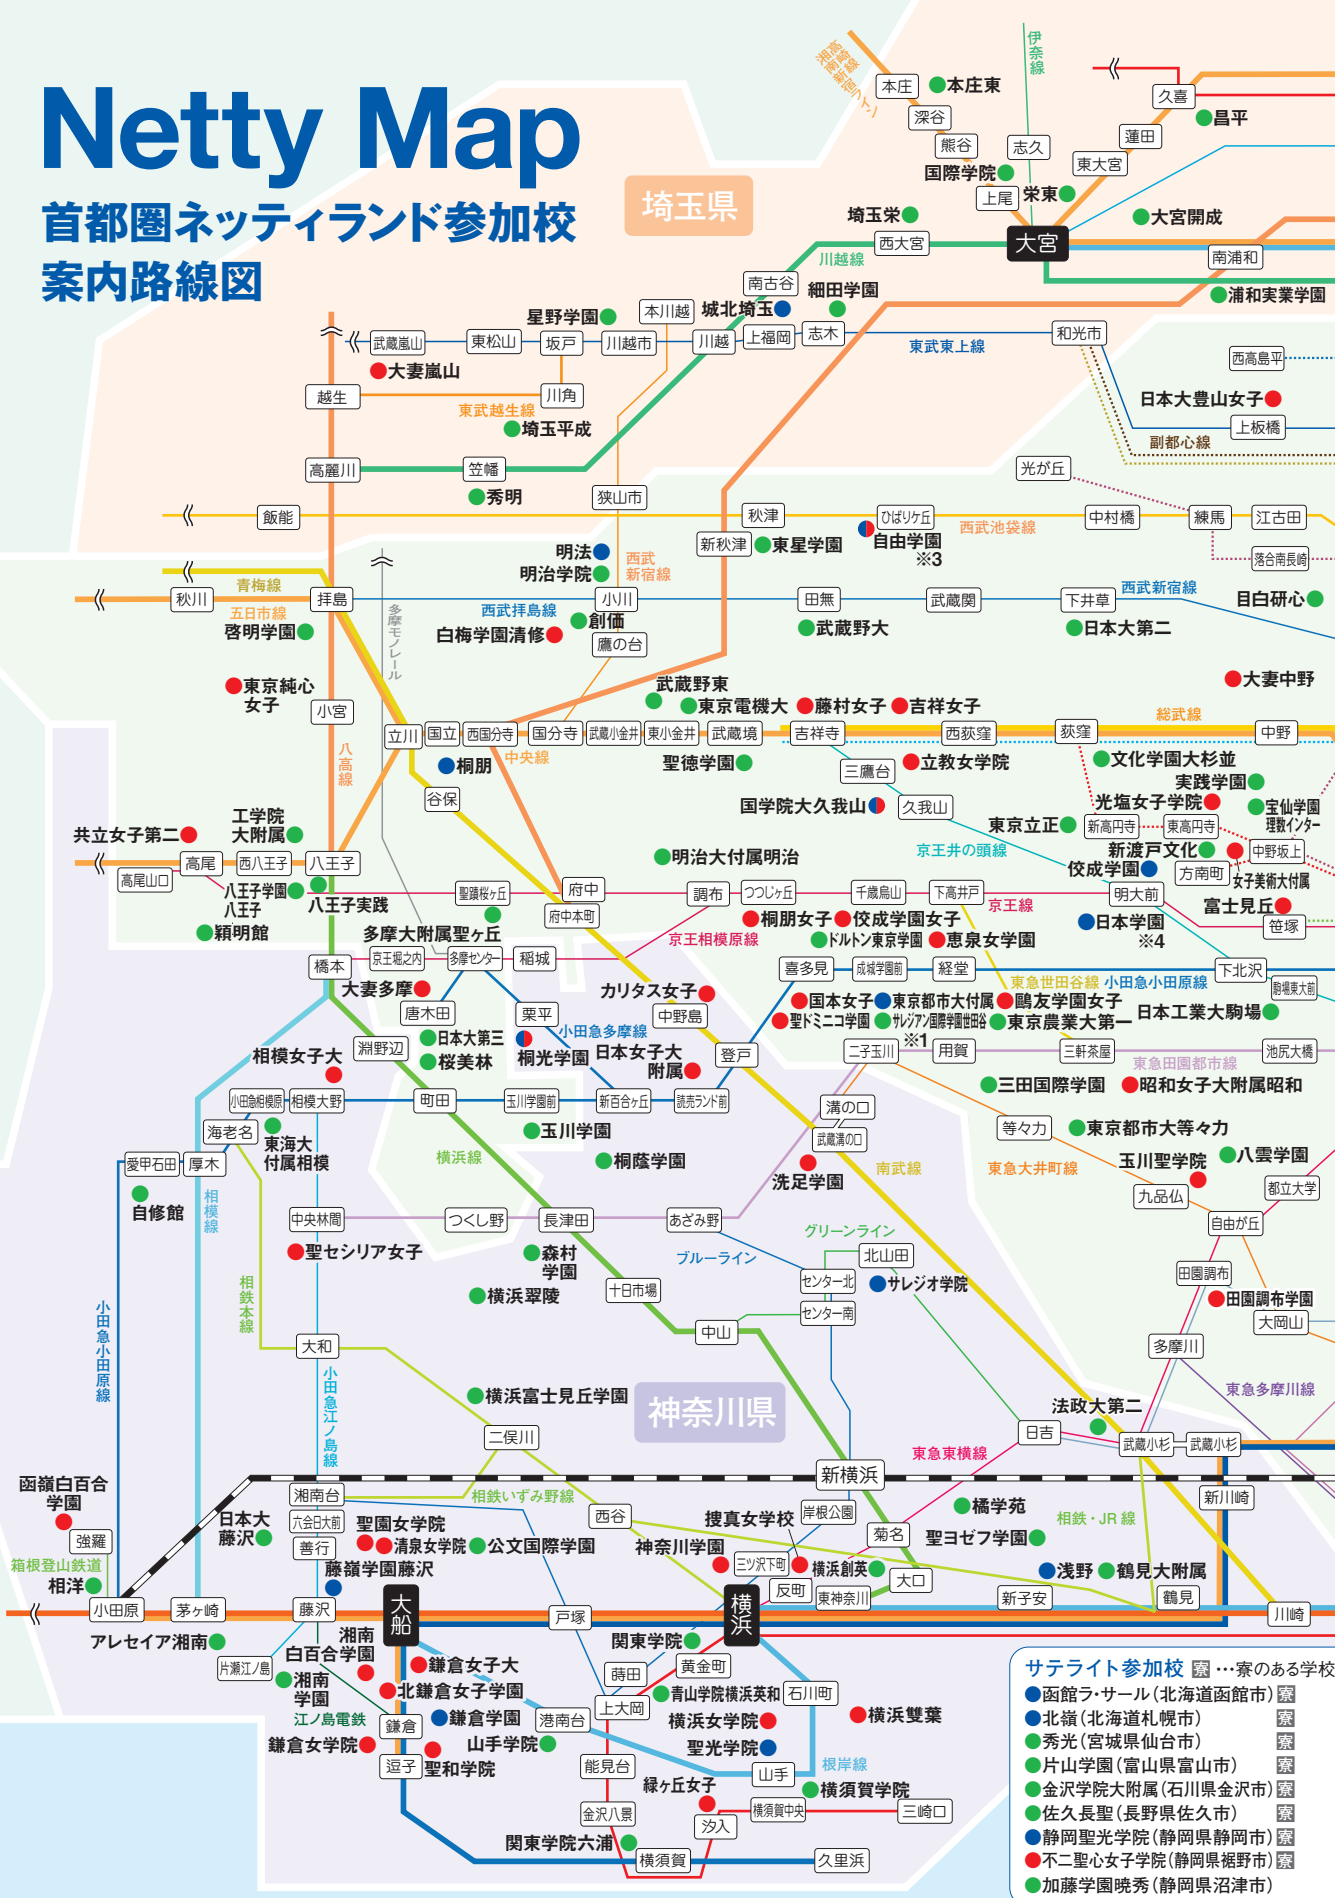 Netty Map
首都圏ネッティランド参加校
案内路線図
埼玉県
湘南新宿ライン
高崎線
伊奈線
本庄
本庄東
深谷
熊谷
志久
国際学院
上尾
栄東
久喜
昌平
蓮田
東大宮
大宮開成
埼玉栄
西大宮
大宮
川越線
南浦和
浦和実業学園
南古谷
細田学園
本川越
城北埼玉
星野学園
武蔵嵐山
東松山
坂戸
川越市
川越
上福岡
志木
東武東上線
和光市
西高島平
大妻嵐山
越生
川角
東武越生線
埼玉平成
日本大豊山女子
上板橋
副都心線
高麗川
笠幡
秀明
光が丘
狭山市
飯能
秋津
ひばりケ丘
西武池袋線
中村橋
練馬
江古田
新秋津
東星学園
自由学園
※3
落合南長崎
明法
明治学院
西武
新宿線
青梅線
秋川
五日市線
拝島
西武拝島線
小川
田無
武蔵関
下井草
西武新宿線
目白研心
啓明学園
多摩モノレール
白梅学園清修
創価
鷹の台
武蔵野大
日本大第二
東京純心
女子
小宮
武蔵野東
東京電機大
藤村女子
吉祥女子
大妻中野
立川
国立
西国分寺
国分寺
武蔵小金井
東小金井
武蔵境
吉祥寺
西荻窪
荻窪
総武線
中野
八高線
桐朋
中央線
聖徳学園
三鷹台
立教女学院
文化学園大杉並
実践学園
谷保
国学院大久我山
久我山
光塩女子学院
宝仙学園
理数インター
工学院
大附属
共立女子第二
東京立正
新高円寺
東高円寺
高尾
西八王子
八王子
高尾山口
明治大付属明治
京王井の頭線
新渡戸文化
中野坂上
佼成学園
方南町
女子美術大付属
八王子学園
八王子
八王子実践
聖蹟桜ヶ丘
府中
府中本町
調布
つつじヶ丘
千歳烏山
下高井戸
京王線
明大前
富士見丘
穎明館
多摩大附属聖ヶ丘
桐朋女子
佼成学園女子
日本学園
※4
笹塚
京王相模原線
ドルトン東京学園
恵泉女学園
橋本
京王堀之内
多摩センター
稲城
喜多見
成城学園前
経堂
東急世田谷線
小田急小田原線
下北沢
駒場東大前
大妻多摩
唐木田
栗平
カリタス女子
中野島
国本女子
東京都市大付属
鷗友学園女子
聖ドミニコ学園
サレジアン国際学園世田谷
※1
東京農業大第一
日本工業大駒場
淵野辺
日本大第三
桜美林
小田急多摩線
桐光学園
日本女子大
附属
登戸
二子玉川
用賀
三軒茶屋
池尻大橋
東急田園都市線
相模女子大
小田急相模原
相模大野
町田
玉川学園前
新百合ヶ丘
読売ランド前
三田国際学園
昭和女子大附属昭和
海老名
東海大
付属相模
玉川学園
溝の口
武蔵溝の口
等々力
東京都市大等々力
愛甲石田
厚木
横浜線
桐蔭学園
洗足学園
南武線
東急大井町線
玉川聖学院
八雲学園
自修館
相模線
九品仏
都立大学
中央林間
つくし野
長津田
あざみ野
自由が丘
聖セシリア女子
森村
学園
ブルーライン
グリーンライン
北山田
田園調布
センター北
サレジオ学院
相鉄本線
横浜翠陵
十日市場
田園調布学園
小田急小田原線
センター南
大岡山
大和
中山
多摩川
小田急江ノ島線
横浜富士見丘学園
神奈川県
東急多摩川線
二俣川
法政大第二
日吉
武蔵小杉
武蔵小杉
東急東横線
函嶺白百合
学園
新横浜
湘南台
相鉄いずみ野線
新川崎
強羅
日本大
藤沢
六会日大前
聖園女学院
西谷
捜真女学校
岸根公園
橘学苑
相鉄・JR線
箱根登山鉄道
善行
清泉女学院
公文国際学園
神奈川学園
菊名
聖ヨゼフ学園
相洋
藤嶺学園藤沢
三ツ沢下町
横浜創英
浅野
鶴見大附属
小田原
茅ヶ崎
藤沢
大船
戸塚
横浜
反町
東神奈川
大口
新子安
鶴見
川崎
アレセイア湘南
湘南
白百合学園
関東学院
片瀬江ノ島
湘南
学園
鎌倉女子大
蒔田
黄金町
北鎌倉女子学園
青山学院横浜英和
石川町
江ノ島電鉄
鎌倉
鎌倉学園
港南台
上大岡
横浜女学院
横浜雙葉
鎌倉女学院
山手学院
聖光学院
逗子
聖和学院
能見台
山手
根岸線
緑ヶ丘女子
横須賀学院
金沢八景
汐入
横須賀中央
三崎口
関東学院六浦
横須賀
久里浜
サテライト参加校 寮…寮のある学校
函館ラ・サール(北海道函館市)寮
北嶺(北海道札幌市) 寮
秀光(宮城県仙台市) 寮
片山学園(富山県富山市) 寮
金沢学院大附属(石川県金沢市)寮
佐久長聖(長野県佐久市) 寮
静岡聖光学院(静岡県静岡市)寮
不二聖心女子学院(静岡県裾野市)寮
加藤学園暁秀(静岡県沼津市)